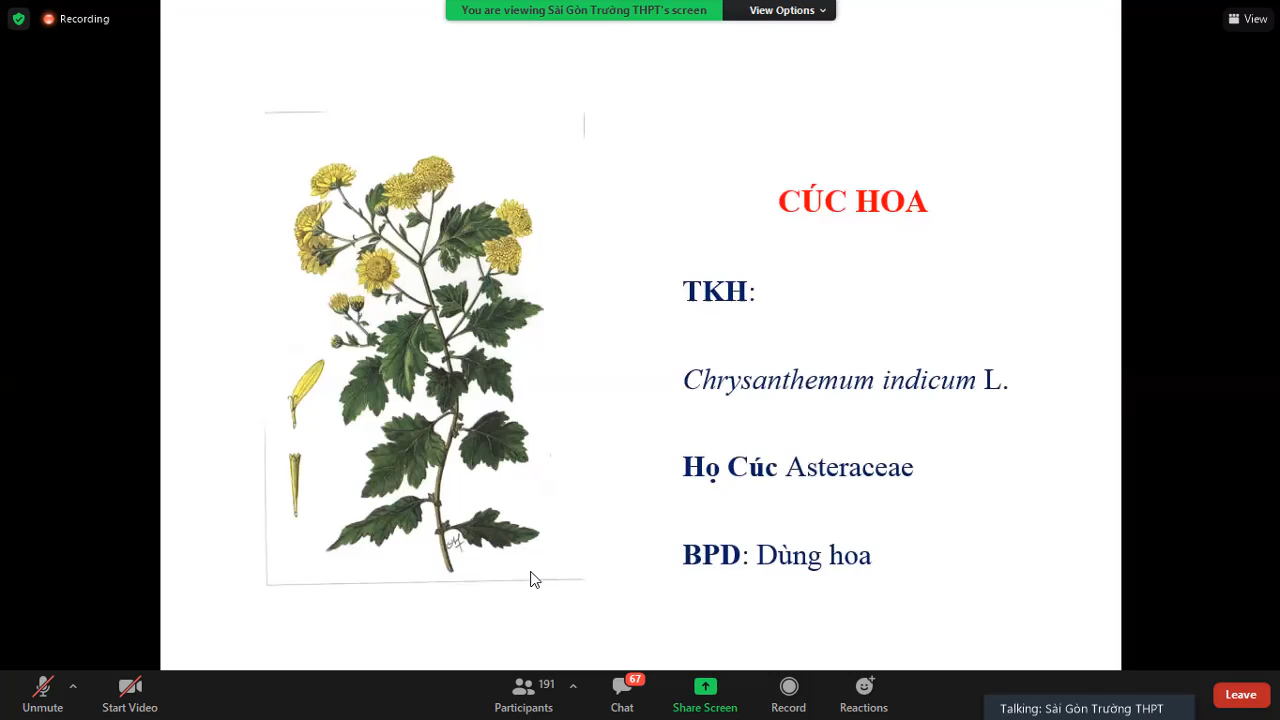 Recording
You are viewing Sài Gòn Trường THPT's screen
View Options
View
CÚC HOA
TKH:
Chrysanthemum indicum L.
Họ Cúc Asteraceae
BPD: Dùng hoa
Unmute
Start Video
191
Participants
67
Chat
Share Screen
Record
Reactions
Talking: Sài Gòn Trường THPT
Leave